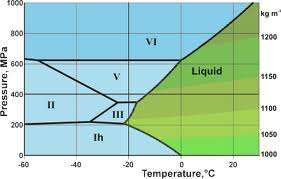 1000
800
600
400
200
0
Pressure, MPa
VI
V
II
III
Ih
Liquid
kg m⁻³
1200
1150
1100
1050
1000
-60
-40
-20
0
20
Temperature,°C